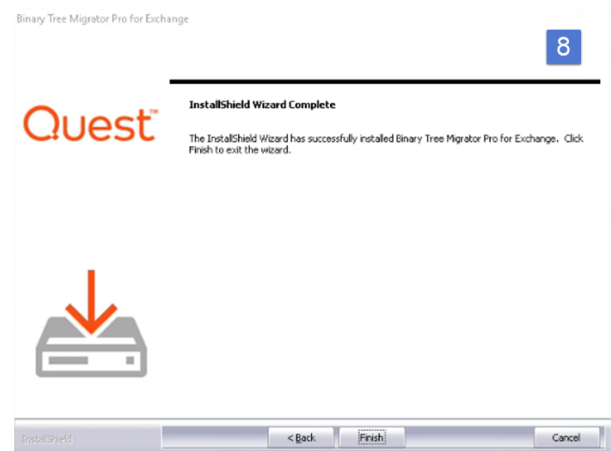 Binary Tree Migrator Pro for Exchange
8
Quest™
InstallShield Wizard Complete
The InstallShield Wizard has successfully installed Binary Tree Migrator Pro for Exchange. Click
Finish to exit the wizard.
InstallShield
< Back
Finish
Cancel